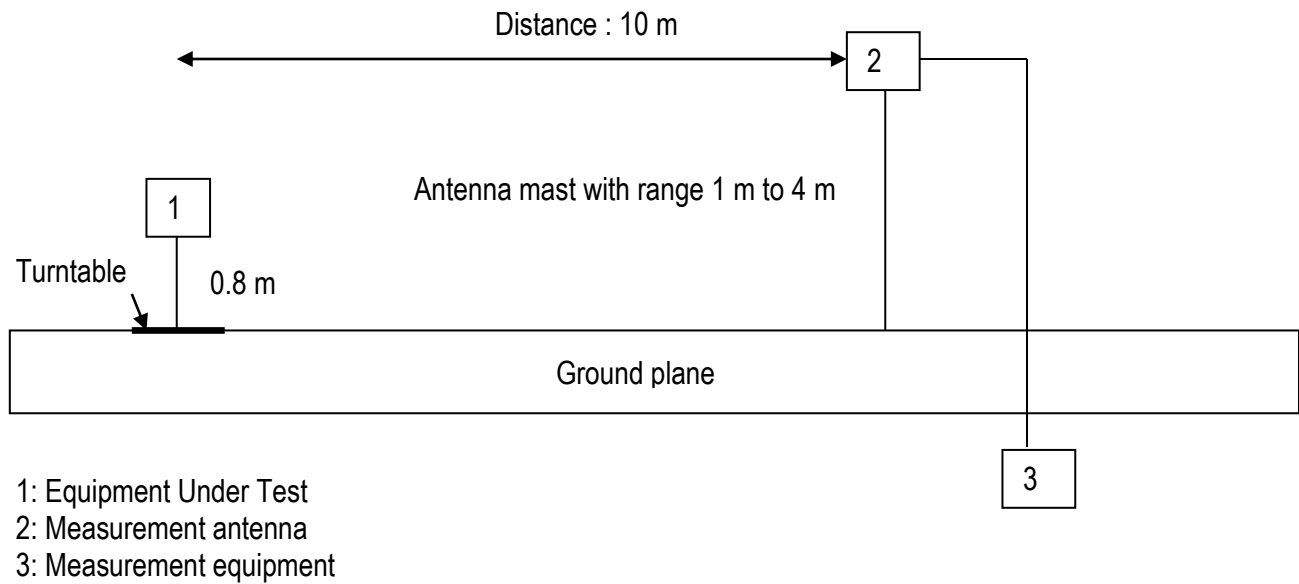 Distance : 10 m
2
Antenna mast with range 1 m to 4 m
1
Turntable
0.8 m
Ground plane
3
1: Equipment Under Test
2: Measurement antenna
3: Measurement equipment